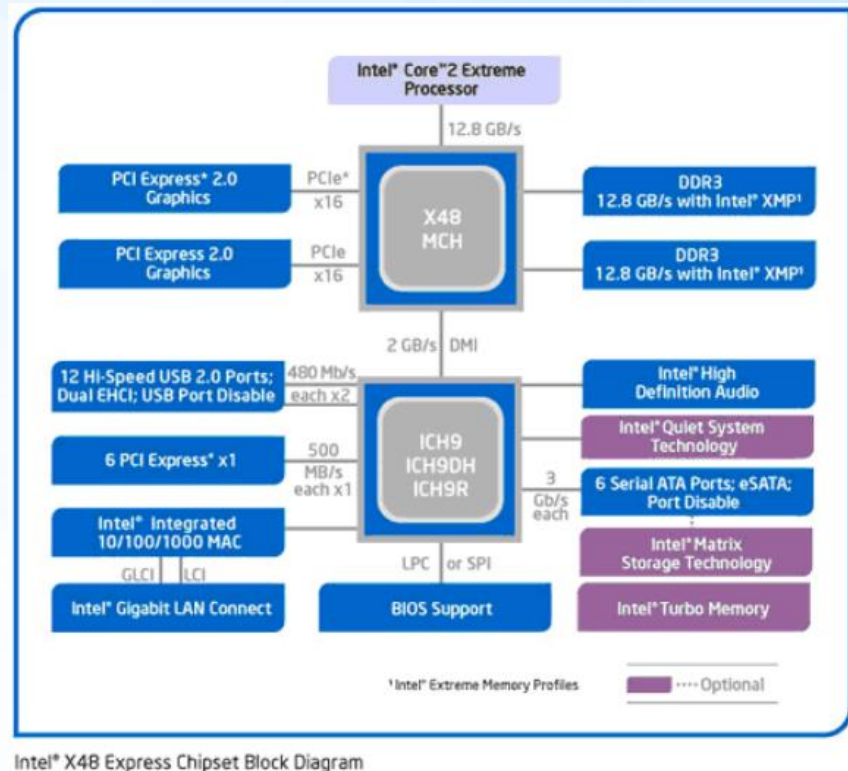 Intel® Core™2 Extreme
Processor
12.8 GB/s
PCI Express* 2.0
Graphics
PCIe*
x16
X48
MCH
DDR3
12.8 GB/s with Intel® XMP¹
PCI Express 2.0
Graphics
PCIe
x16
DDR3
12.8 GB/s with Intel® XMP¹
2 GB/s DMI
12 Hi-Speed USB 2.0 Ports;
Dual EHCI; USB Port Disable
480 Mb/s
each x2
Intel® High
Definition Audio
ICH9
ICH9DH
ICH9R
Intel® Quiet System
Technology
6 PCI Express* x1
500
MB/s
each x1
3
Gb/s
each
6 Serial ATA Ports; eSATA;
Port Disable
Intel® Integrated
10/100/1000 MAC
Intel® Matrix
Storage Technology
GLCI LCI
LPC or SPI
Intel® Gigabit LAN Connect
BIOS Support
Intel® Turbo Memory
¹Intel® Extreme Memory Profiles
Optional
Intel® X48 Express Chipset Block Diagram